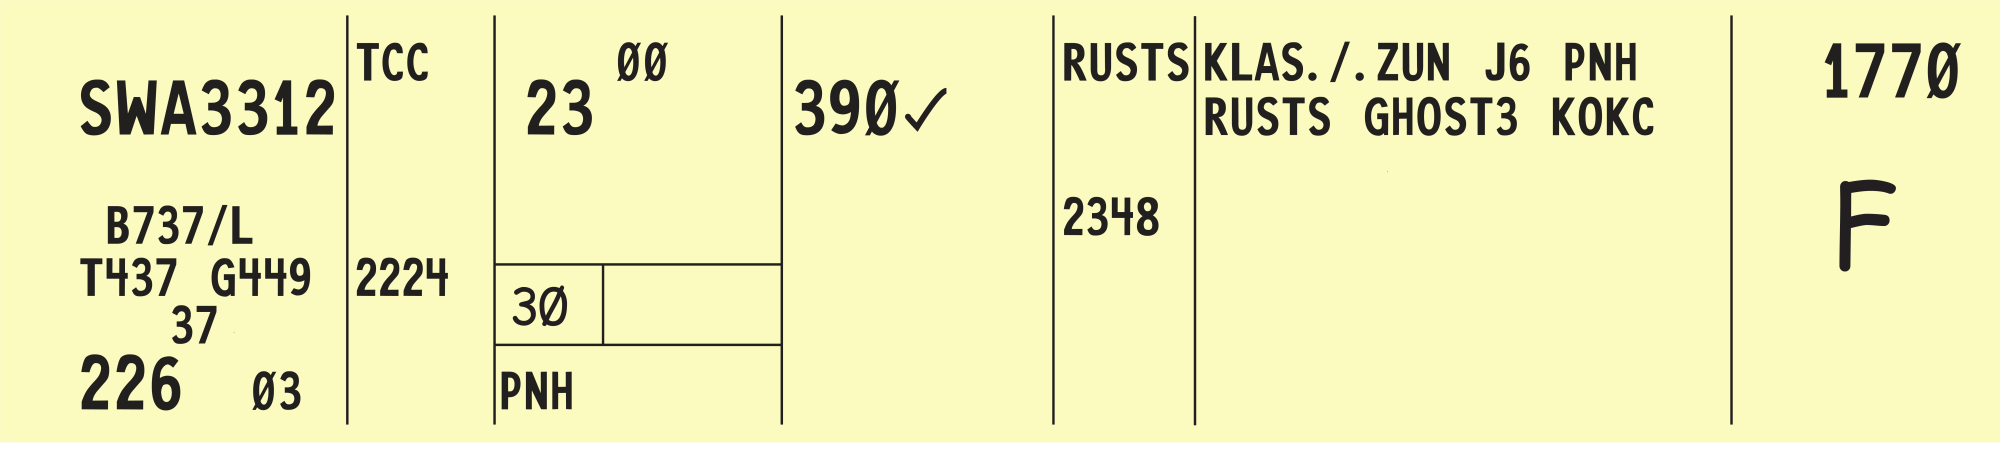 SWA3312
B737/L
T437 G449
37
226 Ø3
TCC
2224
23 ØØ
3Ø
PNH
39Ø✓
RUSTS
2348
KLAS./.ZUN J6 PNH
RUSTS GHOST3 KOKC
177Ø
F